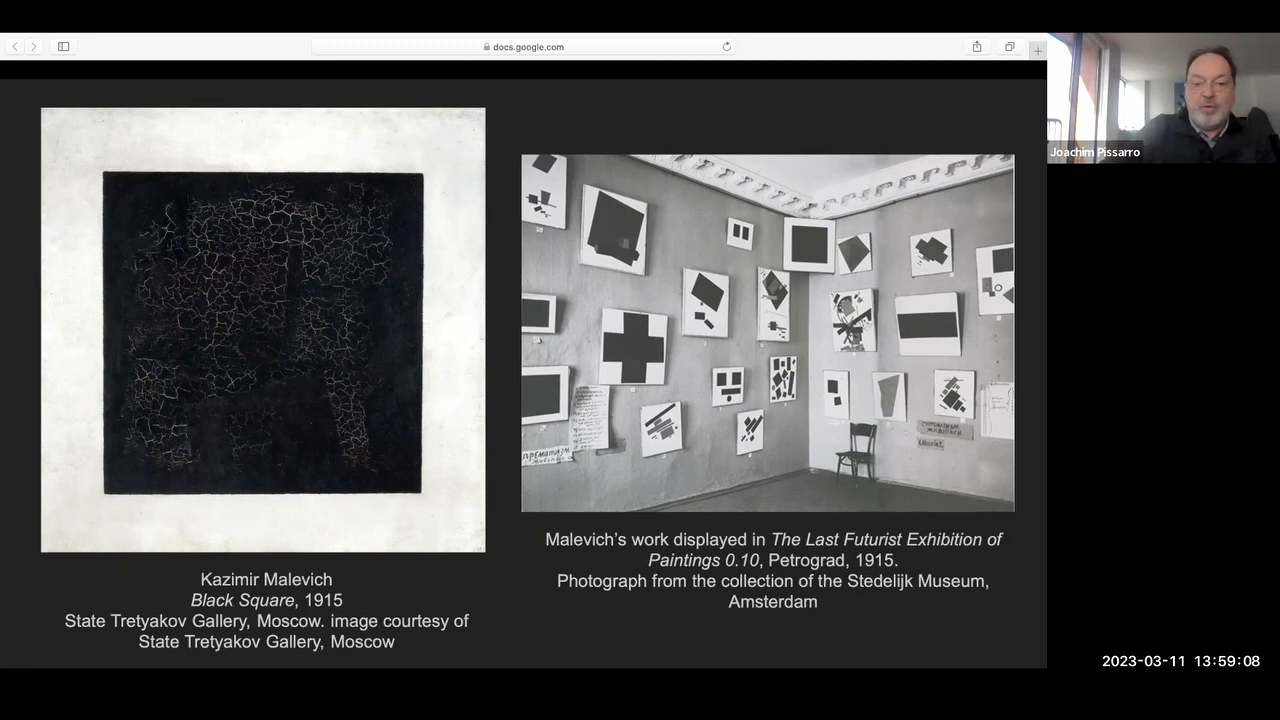 docs.google.com
Joachim Pissarro
Kazimir Malevich
Black Square, 1915
State Tretyakov Gallery, Moscow. image courtesy of
State Tretyakov Gallery, Moscow
Malevich's work displayed in The Last Futurist Exhibition of
Paintings 0.10, Petrograd, 1915.
Photograph from the collection of the Stedelijk Museum,
Amsterdam
2023-03-11 13:59:08